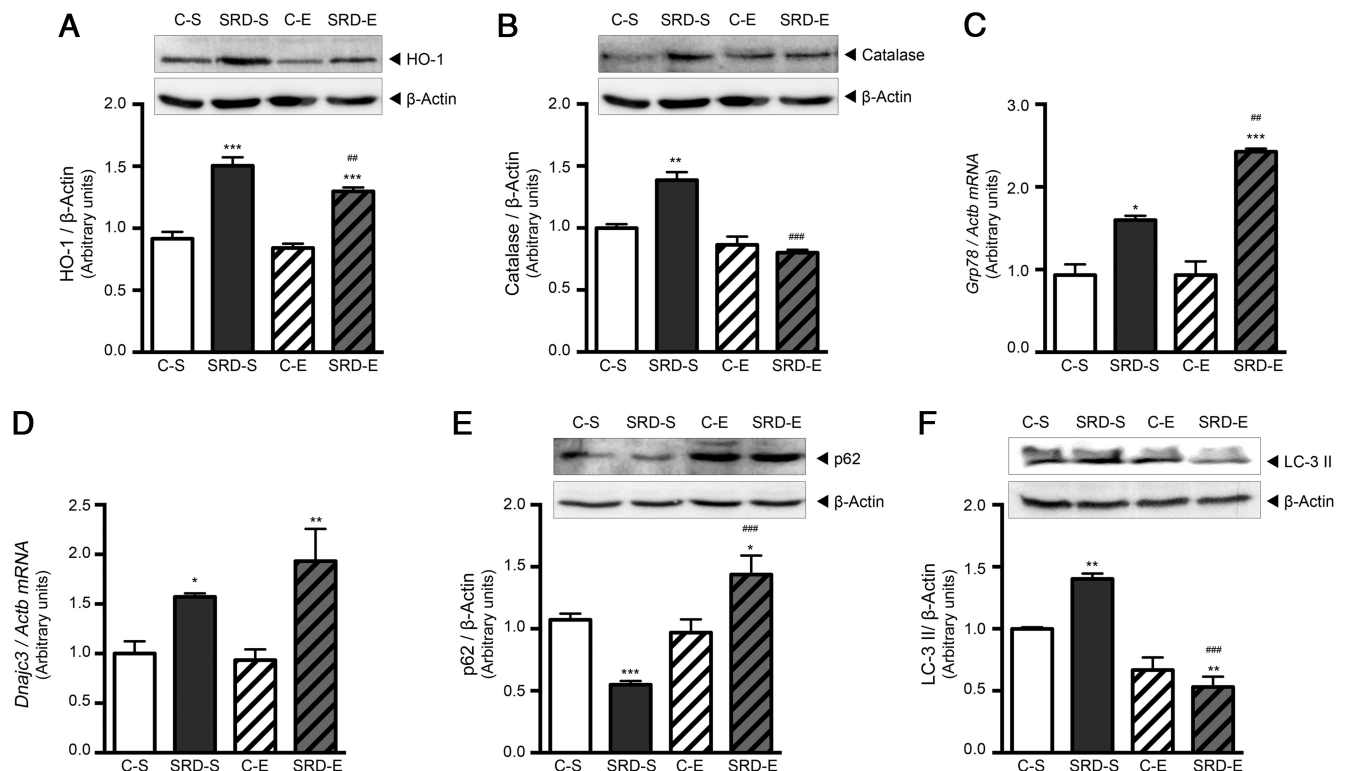 A
C-S SRD-S C-E SRD-E
HO-1
β-Actin
HO-1 / β-Actin
(Arbitrary units)
2.0
1.5
1.0
0.5
0.0
***
##
***
C-S SRD-S C-E SRD-E
B
C-S SRD-S C-E SRD-E
Catalase
β-Actin
Catalase / β-Actin
(Arbitrary units)
2.0
1.5
1.0
0.5
0.0
**
###
C-S SRD-S C-E SRD-E
C
Grp78 / Actb mRNA
(Arbitrary units)
3.0
2.0
1.0
0.0
*
##
***
C-S SRD-S C-E SRD-E
D
Dnajc3 / Actb mRNA
(Arbitrary units)
2.5
2.0
1.5
1.0
0.5
0.0
*
**
C-S SRD-S C-E SRD-E
E
C-S SRD-S C-E SRD-E
p62
β-Actin
p62 / β-Actin
(Arbitrary units)
2.0
1.5
1.0
0.5
0.0
***
###
*
C-S SRD-S C-E SRD-E
F
C-S SRD-S C-E SRD-E
LC-3 II
β-Actin
LC-3 II/ β-Actin
(Arbitrary units)
2.0
1.5
1.0
0.5
0.0
**
###
**
C-S SRD-S C-E SRD-E